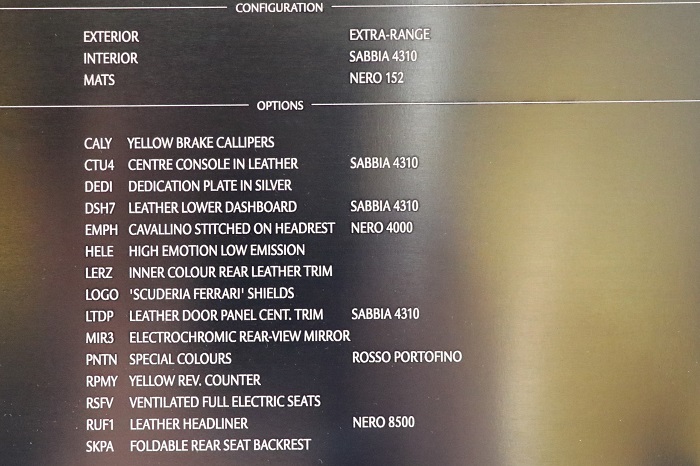 CONFIGURATION
EXTERIOR EXTRA-RANGE
INTERIOR SABBIA 4310
MATS NERO 152
OPTIONS
CALY YELLOW BRAKE CALLIPERS
CTU4 CENTRE CONSOLE IN LEATHER SABBIA 4310
DEDI DEDICATION PLATE IN SILVER
DSH7 LEATHER LOWER DASHBOARD SABBIA 4310
EMPH CAVALLINO STITCHED ON HEADREST NERO 4000
HELE HIGH EMOTION LOW EMISSION
LERZ INNER COLOUR REAR LEATHER TRIM
LOGO 'SCUDERIA FERRARI' SHIELDS
LTDP LEATHER DOOR PANEL CENT. TRIM SABBIA 4310
MIR3 ELECTROCHROMIC REAR-VIEW MIRROR
PNTN SPECIAL COLOURS ROSSO PORTOFINO
RPMY YELLOW REV. COUNTER
RSFV VENTILATED FULL ELECTRIC SEATS
RUF1 LEATHER HEADLINER NERO 8500
SKPA FOLDABLE REAR SEAT BACKREST